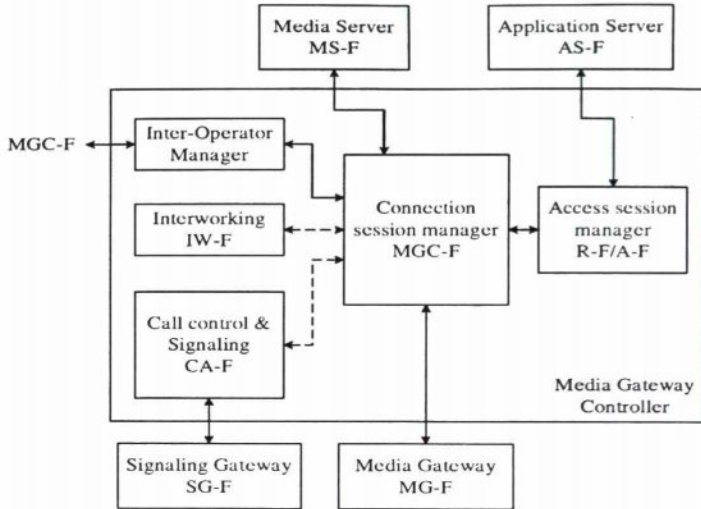 Media Server
MS-F
Application Server
AS-F
MGC-F
Inter-Operator
Manager
Interworking
IW-F
Connection
session manager
MGC-F
Access session
manager
R-F/A-F
Call control &
Signaling
CA-F
Media Gateway
Controller
Signaling Gateway
SG-F
Media Gateway
MG-F